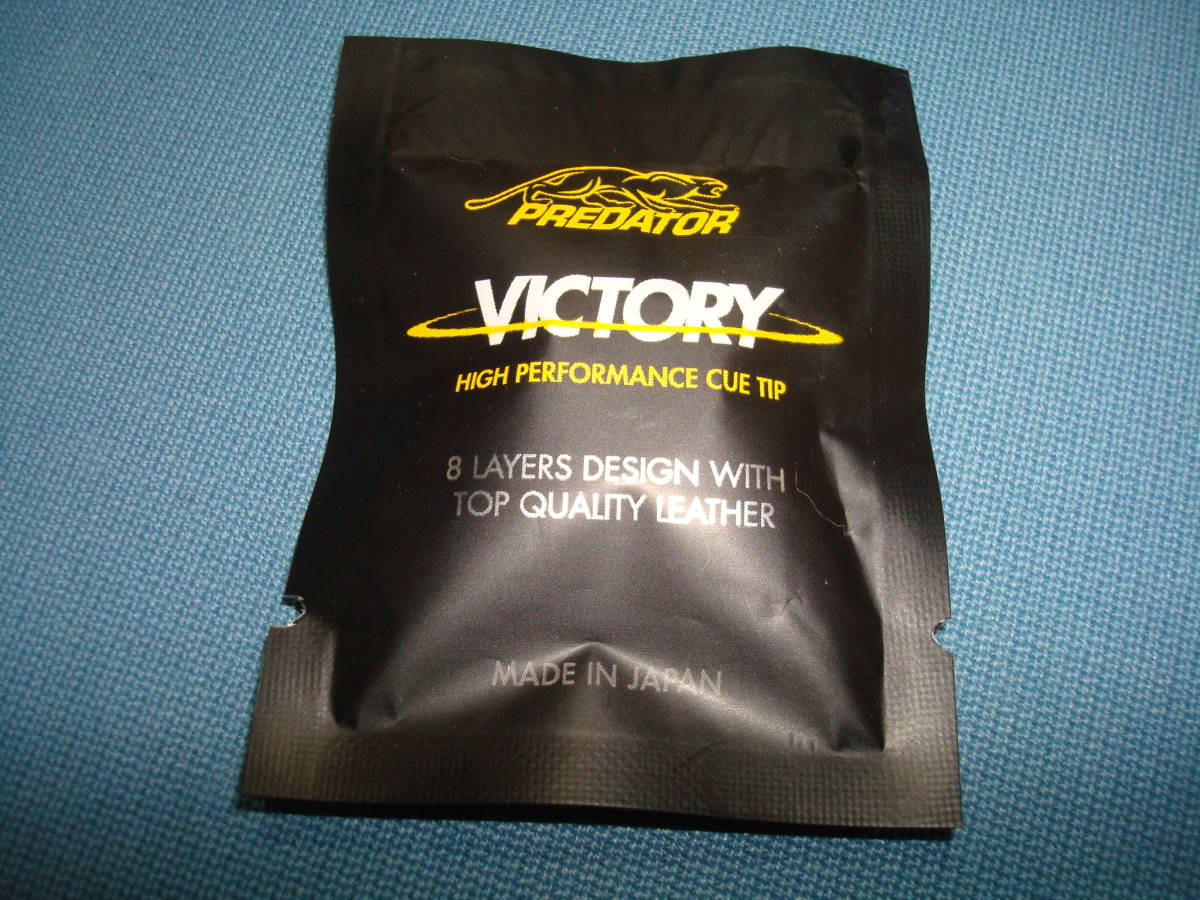 PREDATOR
VICTORY
HIGH PERFORMANCE CUE TIP
8 LAYERS DESIGN WITH
TOP QUALITY LEATHER
MADE IN JAPAN